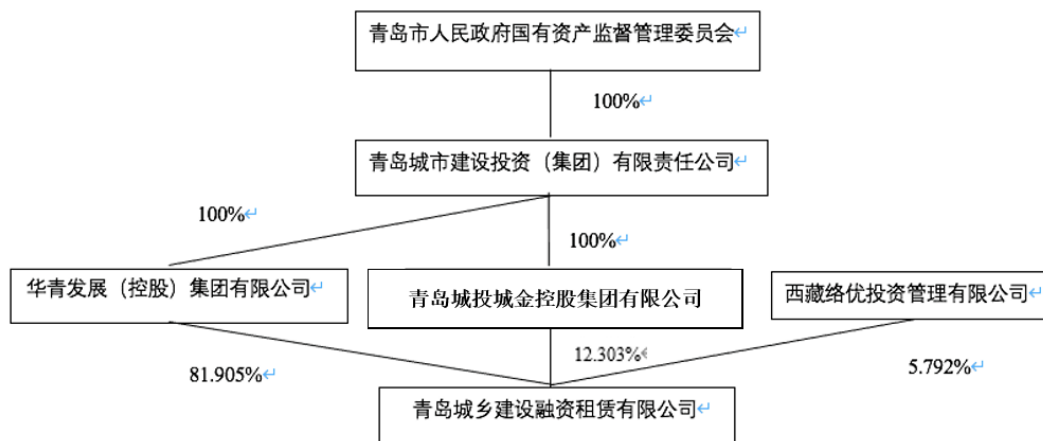 青岛市人民政府国有资产监督管理委员会↵
100%↵
青岛城市建设投资（集团）有限责任公司↵
100%↵
100%↵
华青发展（控股）集团有限公司↵
青岛城投城金控股集团有限公司
西藏络优投资管理有限公司↵
81.905%↵
12.303%↵
5.792%↵
青岛城乡建设融资租赁有限公司↵